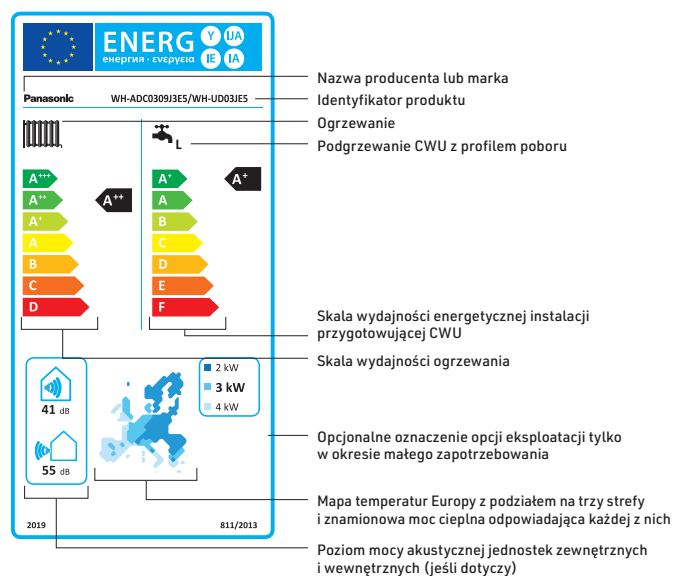 ENERG Y IJA
енергия · ενεργεια IE IA
Nazwa producenta lub marka
Panasonic WH-ADC0309J3E5/WH-UD03JE5
Identyfikator produktu
Ogrzewanie
L
Podgrzewanie CWU z profilem poboru
A+++
A++
A+
A
B
C
D
A++
A+
A
B
C
D
E
F
A+
Skala wydajności energetycznej instalacji
przygotowującej CWU
Skala wydajności ogrzewania
41 dB
55 dB
2 kW
3 kW
4 kW
Opcjonalne oznaczenie opcji eksploatacji tylko
w okresie małego zapotrzebowania
Mapa temperatur Europy z podziałem na trzy strefy
i znamionowa moc cieplna odpowiadająca każdej z nich
2019 811/2013
Poziom mocy akustycznej jednostek zewnętrznych
i wewnętrznych (jeśli dotyczy)